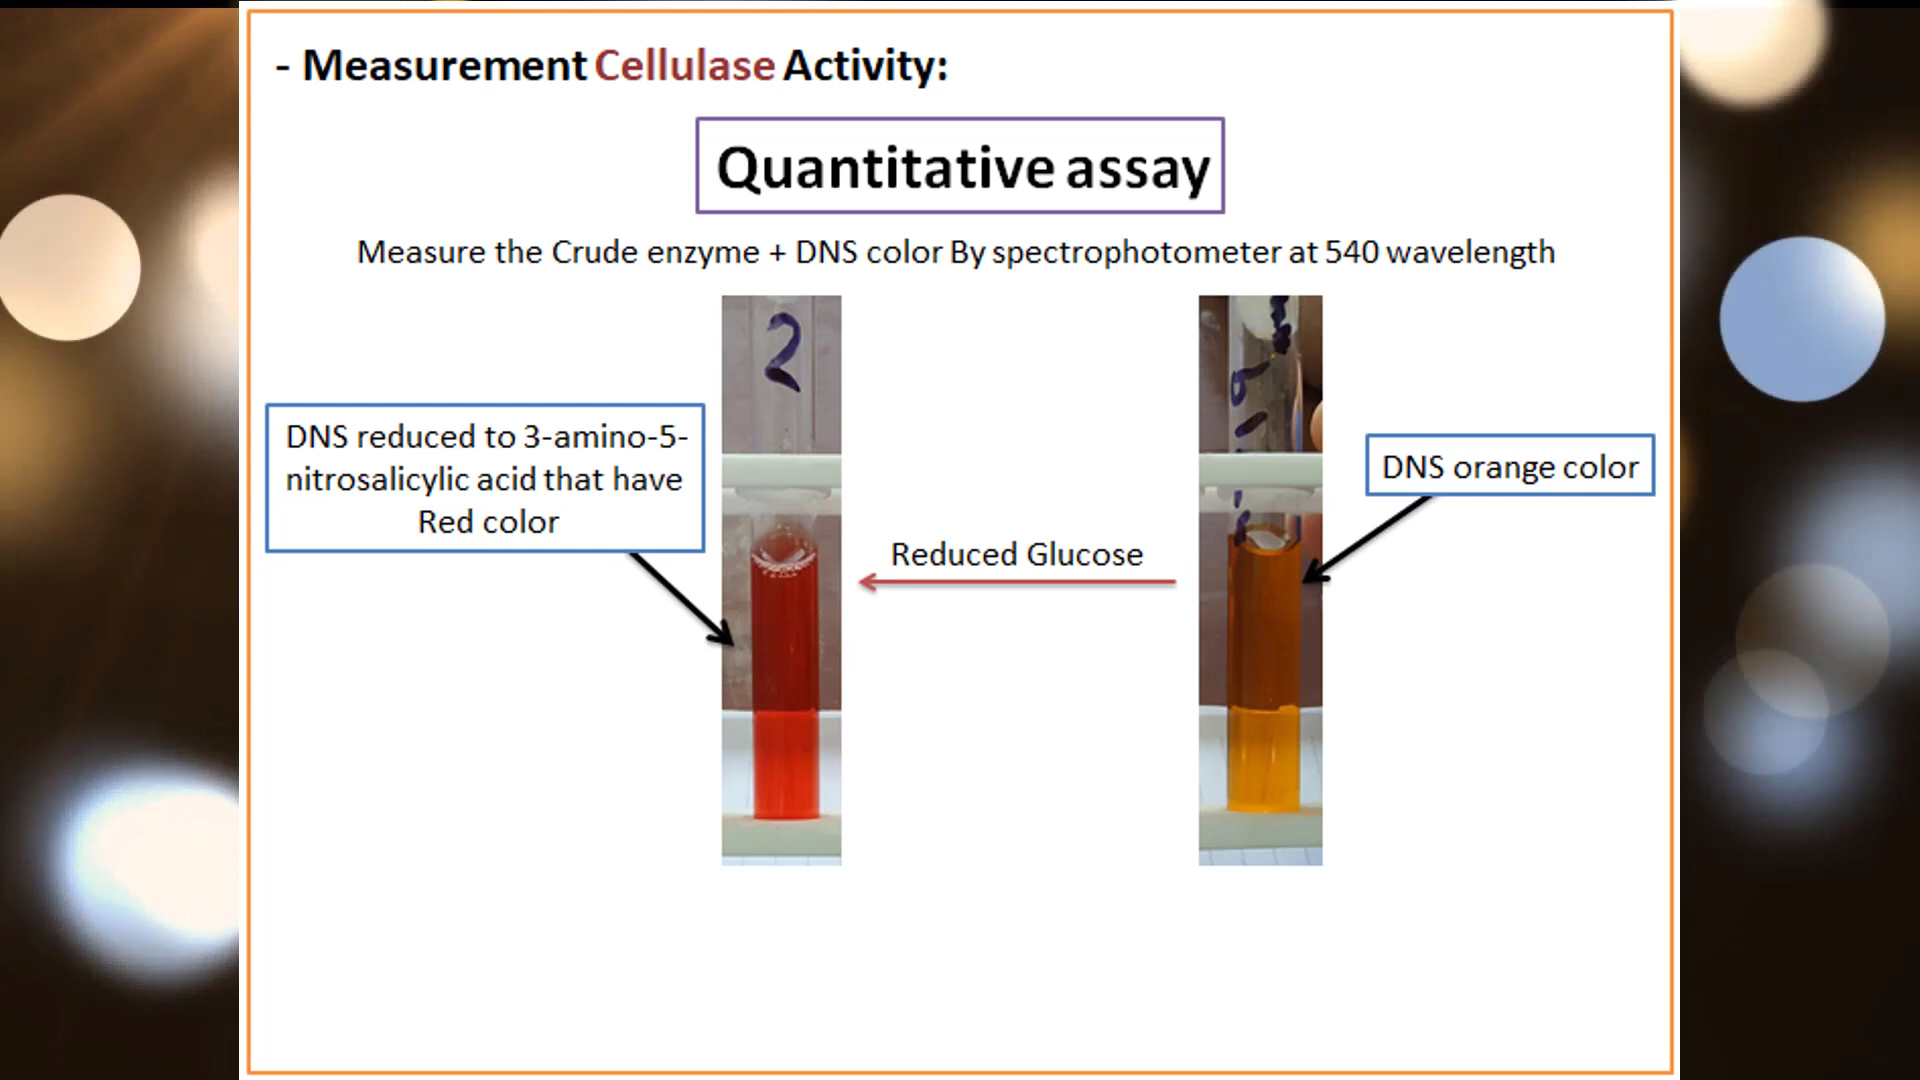 - Measurement Cellulase Activity:
Quantitative assay
Measure the Crude enzyme + DNS color By spectrophotometer at 540 wavelength
2
DNS reduced to 3-amino-5-
nitrosalicylic acid that have
Red color
Reduced Glucose
DNS orange color